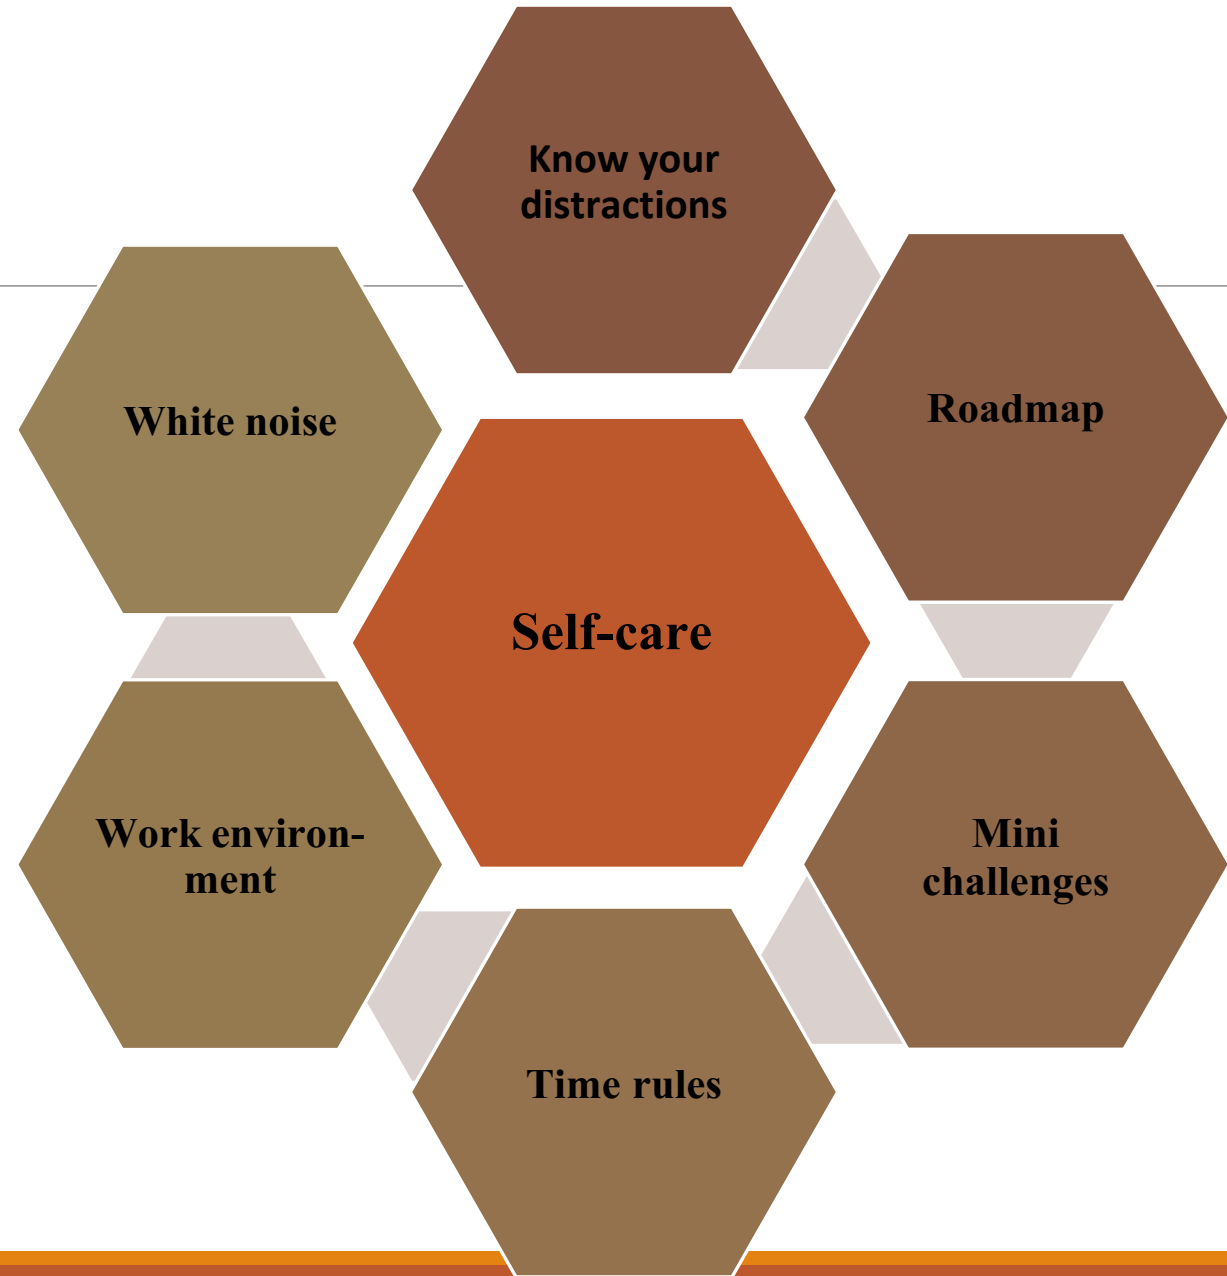 Know your
distractions
Roadmap
White noise
Self-care
Mini
challenges
Work environ-
ment
Time rules